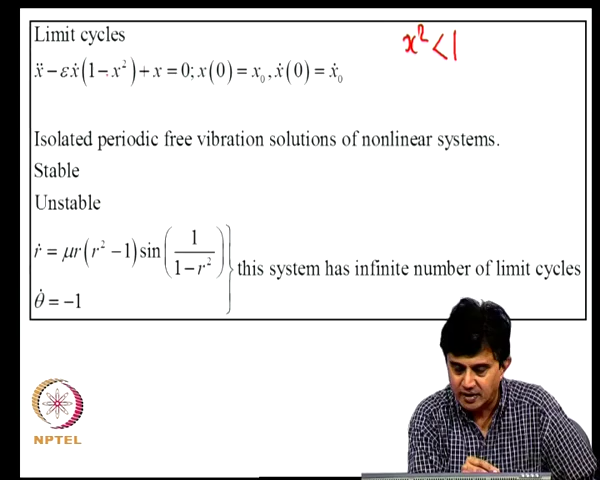 Limit cycles
x² < 1
ẍ − εẋ(1 − x²) + x = 0; x(0) = x₀, ẋ(0) = ẋ₀
Isolated periodic free vibration solutions of nonlinear systems.
Stable
Unstable
ṙ = μr(r² − 1) sin(1/(1 − r²))
θ̇ = −1
} this system has infinite number of limit cycles
NPTEL